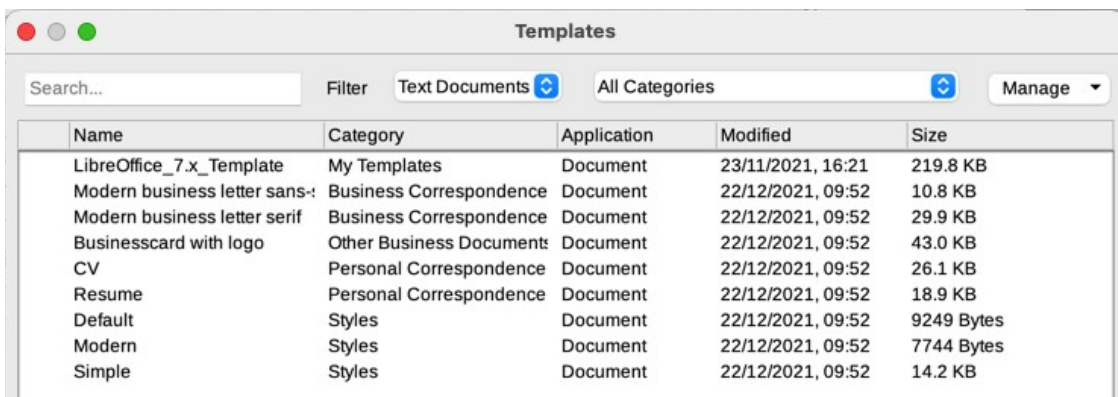 Templates
Search... Filter Text Documents All Categories Manage
Name Category Application Modified Size
LibreOffice_7.x_Template My Templates Document 23/11/2021, 16:21 219.8 KB
Modern business letter sans-s Business Correspondence Document 22/12/2021, 09:52 10.8 KB
Modern business letter serif Business Correspondence Document 22/12/2021, 09:52 29.9 KB
Businesscard with logo Other Business Documents Document 22/12/2021, 09:52 43.0 KB
CV Personal Correspondence Document 22/12/2021, 09:52 26.1 KB
Resume Personal Correspondence Document 22/12/2021, 09:52 18.9 KB
Default Styles Document 22/12/2021, 09:52 9249 Bytes
Modern Styles Document 22/12/2021, 09:52 7744 Bytes
Simple Styles Document 22/12/2021, 09:52 14.2 KB